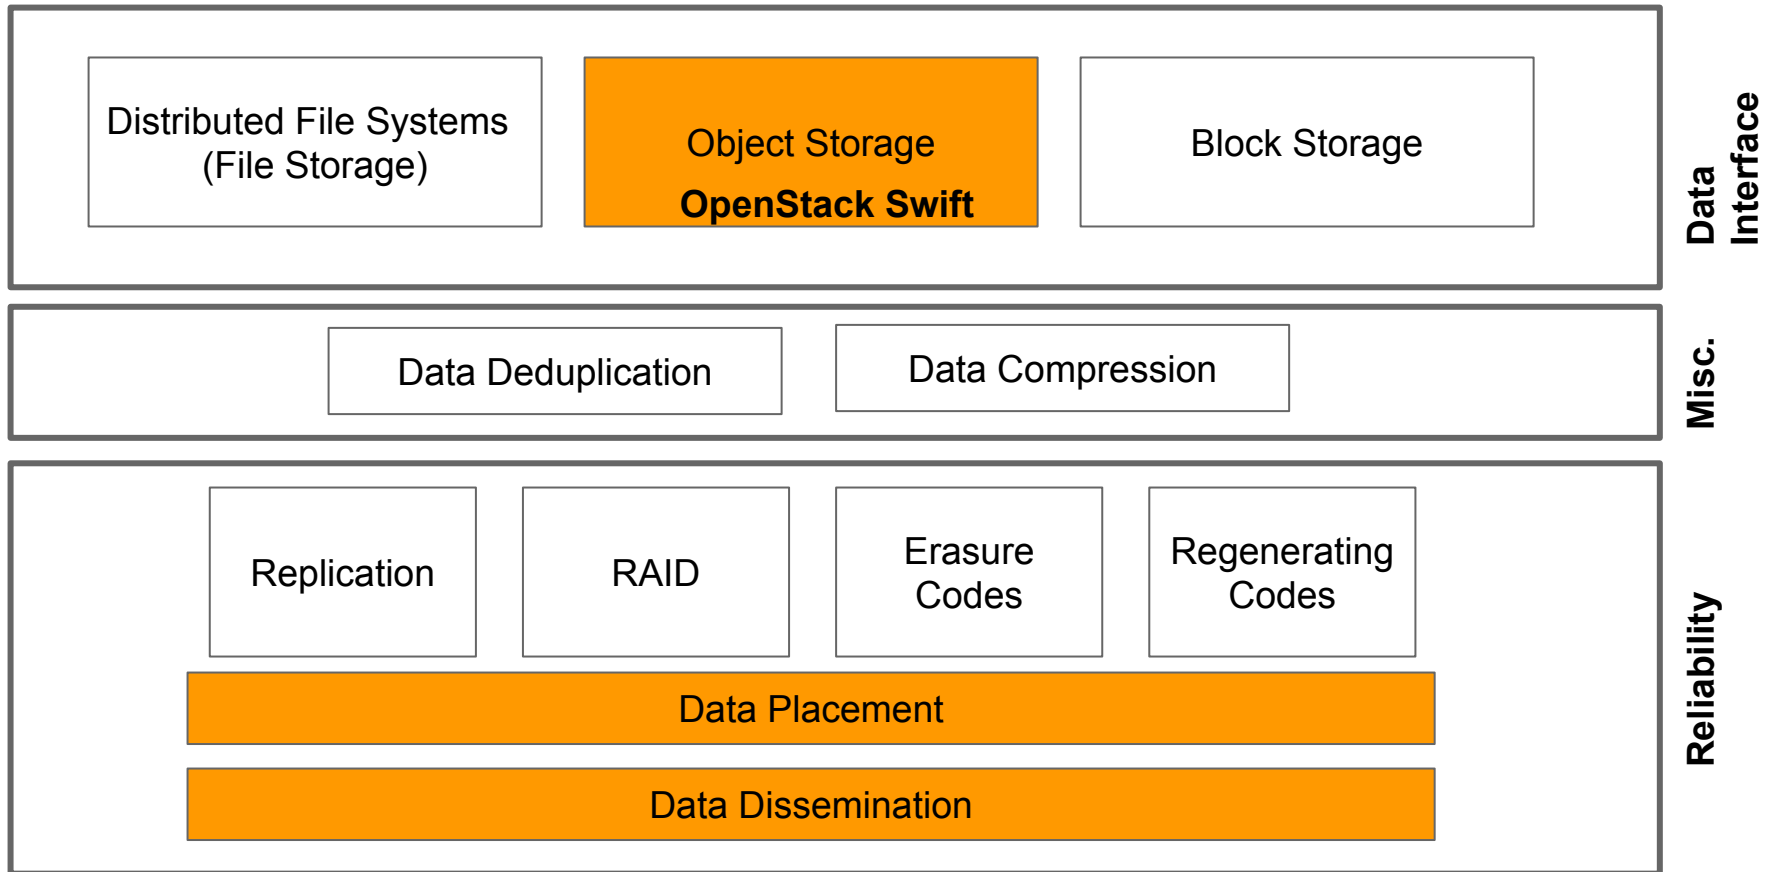 Distributed File Systems
(File Storage)
Object Storage
OpenStack Swift
Block Storage
Data
Interface
Data Deduplication
Data Compression
Misc.
Replication
RAID
Erasure
Codes
Regenerating
Codes
Data Placement
Data Dissemination
Reliability